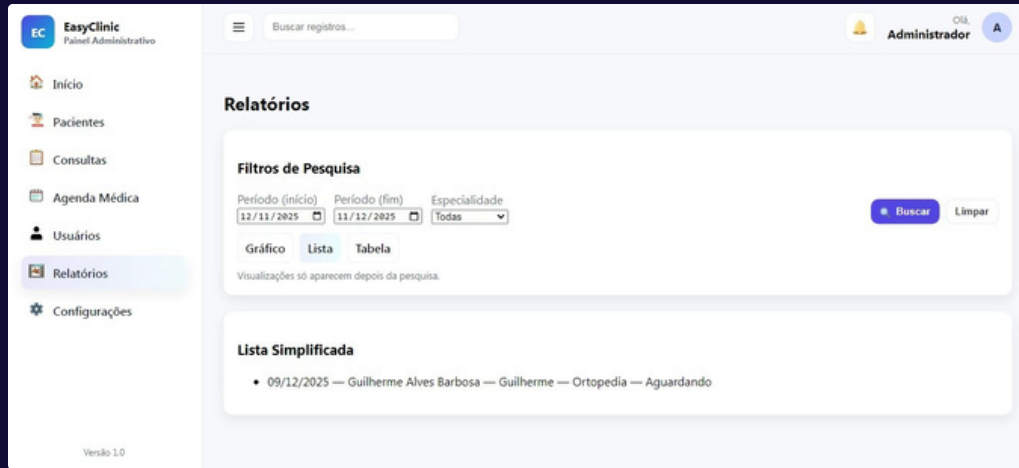 EC
EasyClinic
Painel Administrativo
Início
Pacientes
Consultas
Agenda Médica
Usuários
Relatórios
Configurações
Versão 1.0
Buscar registros...
Olá,
Administrador
A
Relatórios
Filtros de Pesquisa
Período (início) Período (fim) Especialidade
12/11/2025 11/12/2025 Todas
Buscar Limpar
Gráfico Lista Tabela
Visualizações só aparecem depois da pesquisa.
Lista Simplificada
• 09/12/2025 — Guilherme Alves Barbosa — Guilherme — Ortopedia — Aguardando